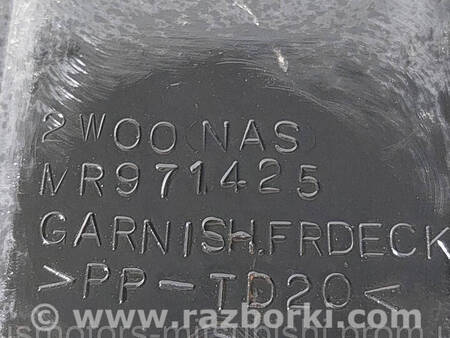 2WOO NAS
MR971425
GARNISH.FRDECK
>PP-TD20<
www.razborki.com